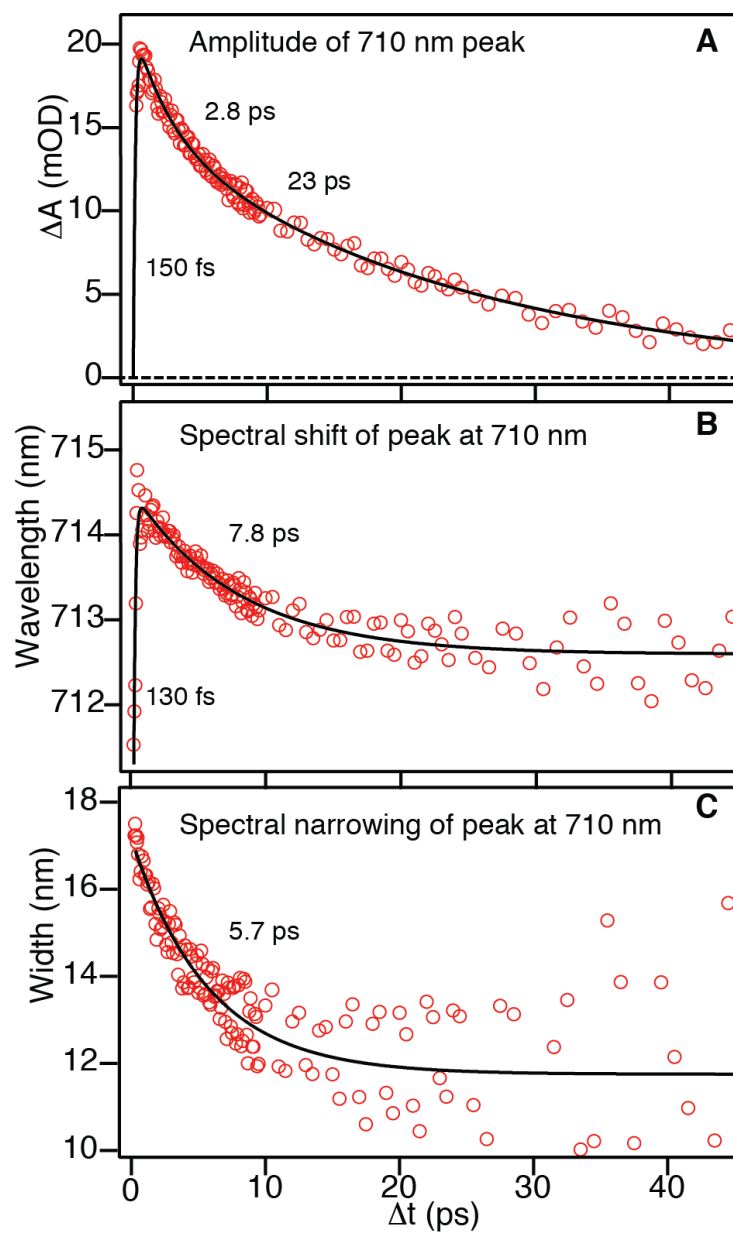 Amplitude of 710 nm peak
A
20
15
10
5
0
ΔA (mOD)
2.8 ps
23 ps
150 fs
Spectral shift of peak at 710 nm
B
715
714
713
712
Wavelength (nm)
7.8 ps
130 fs
Spectral narrowing of peak at 710 nm
C
18
16
14
12
10
Width (nm)
5.7 ps
0
10
20
30
40
Δt (ps)